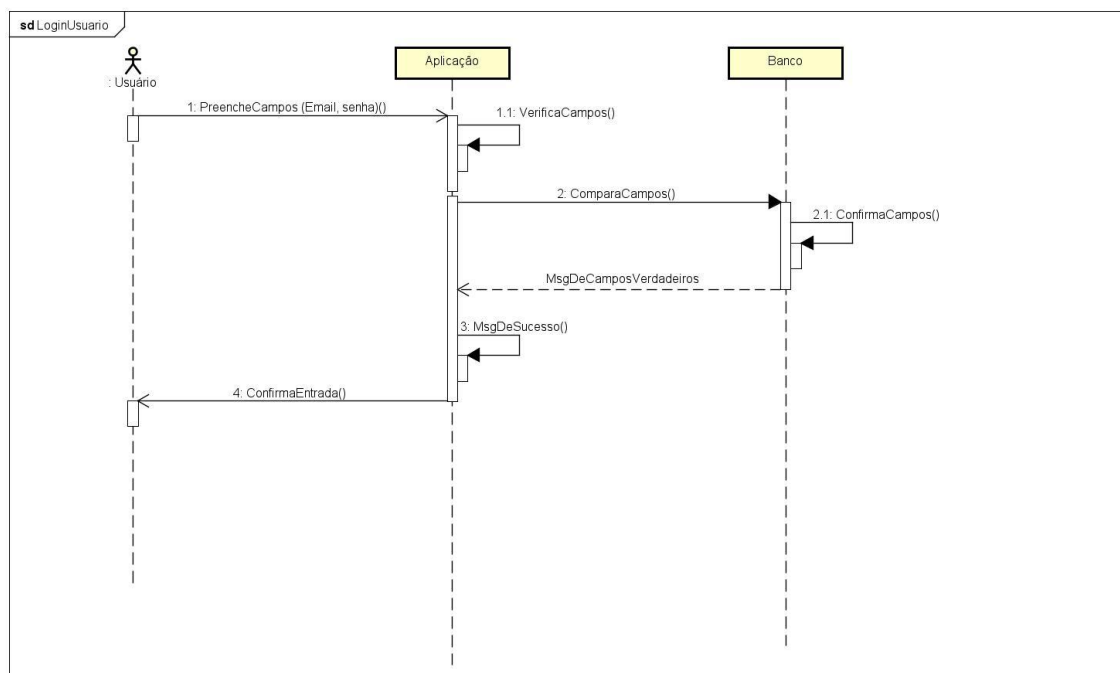 sd LoginUsuario
: Usuário
Aplicação
Banco
1: PreencheCampos (Email, senha)()
1.1: VerificaCampos()
2: ComparaCampos()
2.1: ConfirmaCampos()
MsgDeCamposVerdadeiros
3: MsgDeSucesso()
4: ConfirmaEntrada()